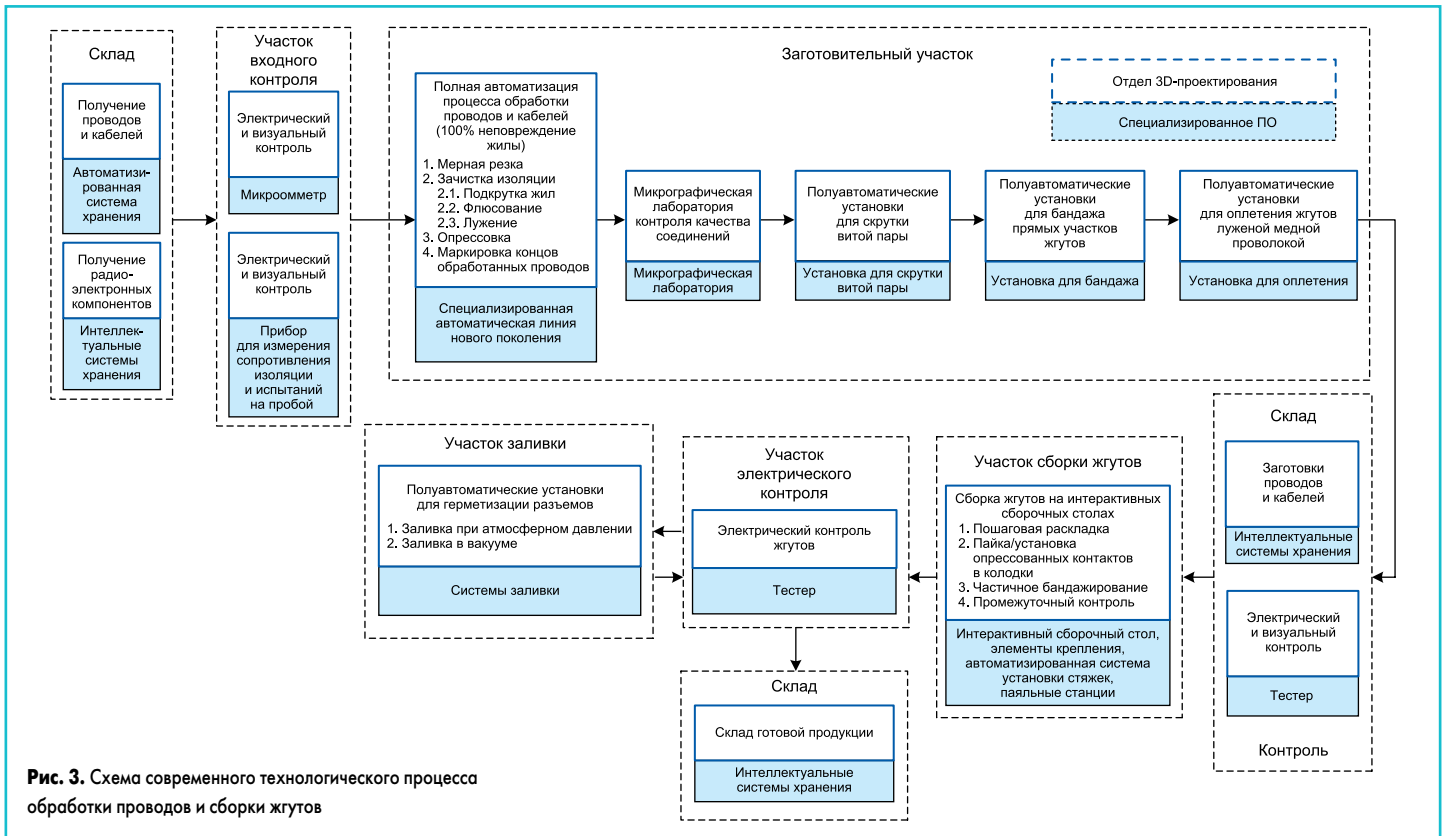 Склад
Получение
проводов
и кабелей
Автоматизи-
рованная
система
хранения
Получение
радио-
электронных
компонентов
Интеллек-
туальные
системы
хранения
Участок
входного
контроля
Электрический
и визуальный
контроль
Микроомметр
Электрический
и визуальный
контроль
Прибор
для измерения
сопротивления
изоляции
и испытаний
на пробой
Заготовительный участок
Отдел 3D-проектирования
Специализированное ПО
Полная автоматизация
процесса обработки
проводов и кабелей
(100% неповреждение
жилы)
1. Мерная резка
2. Зачистка изоляции
2.1. Подкрутка жил
2.2. Флюсование
2.3. Лужение
3. Опрессовка
4. Маркировка концов
обработанных проводов
Специализированная
автоматическая линия
нового поколения
Микрографическая
лаборатория
контроля качества
соединений
Микрографическая
лаборатория
Полуавтоматические
установки
для скрутки
витой пары
Установка для скрутки
витой пары
Полуавтоматические
установки
для бандажа
прямых участков
жгутов
Установка для бандажа
Полуавтоматические
установки
для оплетения жгутов
луженой медной
проволокой
Установка для оплетения
Склад
Заготовки
проводов
и кабелей
Интеллектуальные
системы хранения
Электрический
и визуальный
контроль
Тестер
Контроль
Участок сборки жгутов
Сборка жгутов на интерактивных
сборочных столах
1. Пошаговая раскладка
2. Пайка/установка
опрессованных контактов
в колодки
3. Частичное бандажирование
4. Промежуточный контроль
Интерактивный сборочный стол,
элементы крепления,
автоматизированная система
установки стяжек,
паяльные станции
Участок
электрического
контроля
Электрический контроль
жгутов
Тестер
Участок заливки
Полуавтоматические установки
для герметизации разъемов
1. Заливка при атмосферном давлении
2. Заливка в вакууме
Системы заливки
Склад
Склад готовой продукции
Интеллектуальные
системы хранения
Рис. 3. Схема современного технологического процесса
обработки проводов и сборки жгутов